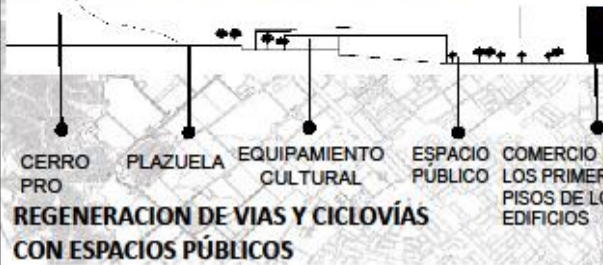 CERRO
PRO
PLAZUELA
EQUIPAMIENTO
CULTURAL
ESPACIO
PÚBLICO
COMERCIO
LOS PRIMER
PISOS DE LO
EDIFICIOS
REGENERACION DE VIAS Y CICLOVÍAS
CON ESPACIOS PÚBLICOS